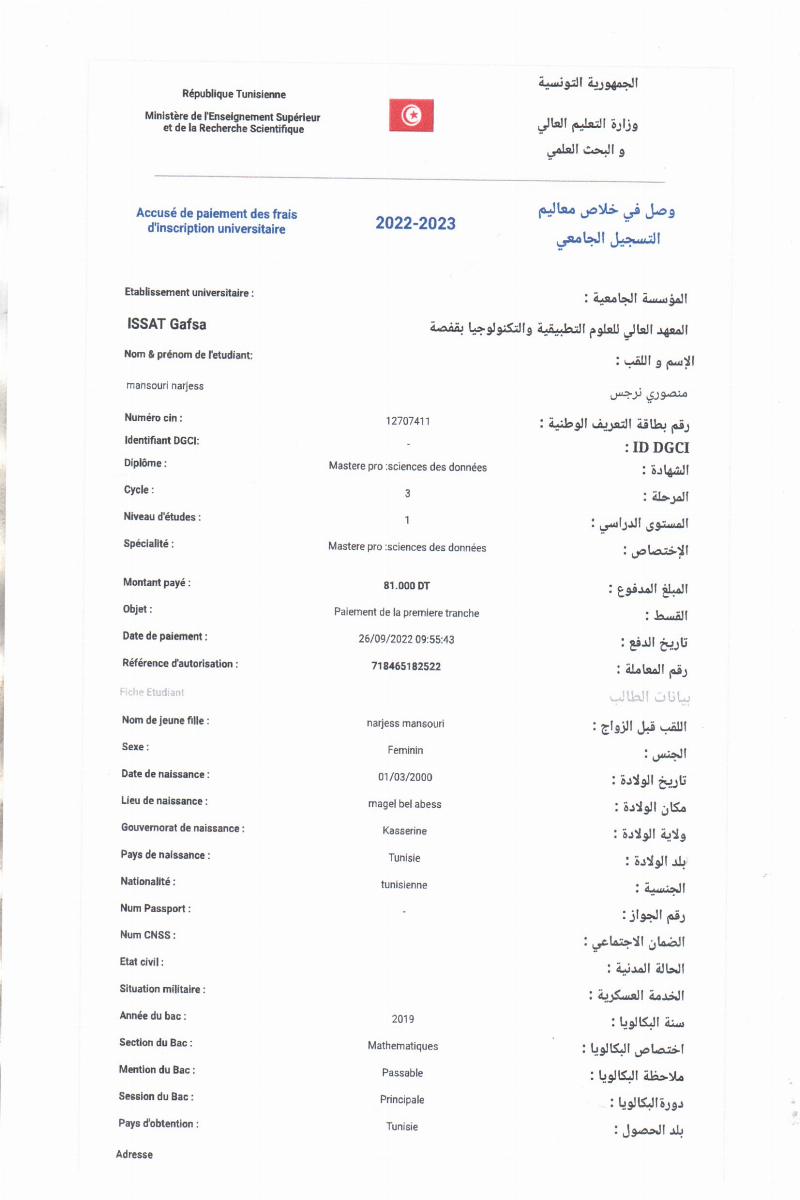 République Tunisienne
Ministère de l'Enseignement Supérieur
et de la Recherche Scientifique
الجمهورية التونسية
وزارة التعليم العالي
و البحث العلمي
Accusé de paiement des frais
d'inscription universitaire
2022-2023
وصل في خلاص معاليم
التسجيل الجامعي
Etablissement universitaire : المؤسسة الجامعية :
ISSAT Gafsa المعهد العالي للعلوم التطبيقية والتكنولوجيا بقفصة
Nom & prénom de l'etudiant: الإسم و اللقب :
mansouri narjess منصوري نرجس
Numéro cin : 12707411 رقم بطاقة التعريف الوطنية :
Identifiant DGCI: - ID DGCI :
Diplôme : Mastere pro :sciences des données الشهادة :
Cycle : 3 المرحلة :
Niveau d'études : 1 المستوى الدراسي :
Spécialité : Mastere pro :sciences des données الإختصاص :
Montant payé : 81.000 DT المبلغ المدفوع :
Objet : Paiement de la premiere tranche القسط :
Date de paiement : 26/09/2022 09:55:43 تاريخ الدفع :
Référence d'autorisation : 718465182522 رقم المعاملة :
Fiche Etudiant بيانات الطالب
Nom de jeune fille : narjess mansouri اللقب قبل الزواج :
Sexe : Feminin الجنس :
Date de naissance : 01/03/2000 تاريخ الولادة :
Lieu de naissance : magel bel abess مكان الولادة :
Gouvernorat de naissance : Kasserine ولاية الولادة :
Pays de naissance : Tunisie بلد الولادة :
Nationalité : tunisienne الجنسية :
Num Passport : - رقم الجواز :
Num CNSS : الضمان الاجتماعي :
Etat civil : الحالة المدنية :
Situation militaire : الخدمة العسكرية :
Année du bac : 2019 سنة البكالويا :
Section du Bac : Mathematiques اختصاص البكالويا :
Mention du Bac : Passable ملاحظة البكالويا :
Session du Bac : Principale دورة البكالويا :
Pays d'obtention : Tunisie بلد الحصول :
Adresse